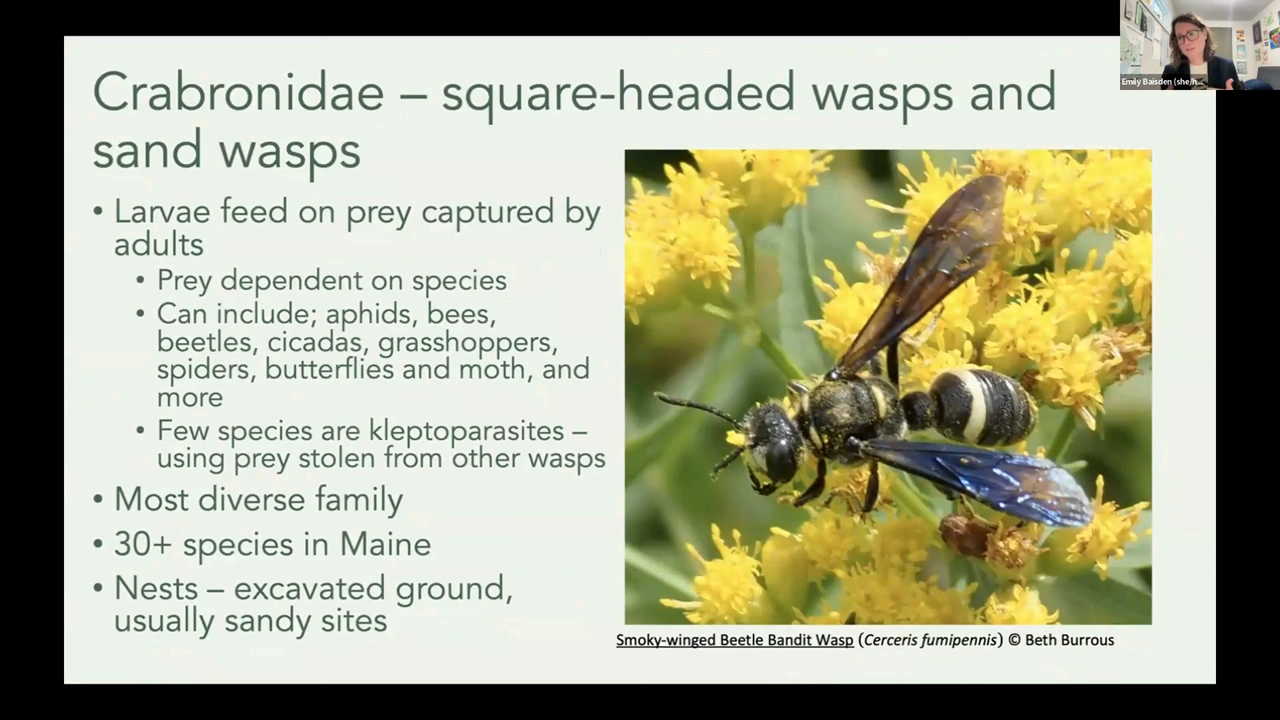 Emily Baisden (she/h...
Crabronidae – square-headed wasps and
sand wasps
• Larvae feed on prey captured by
adults
• Prey dependent on species
• Can include; aphids, bees,
beetles, cicadas, grasshoppers,
spiders, butterflies and moth, and
more
• Few species are kleptoparasites –
using prey stolen from other wasps
• Most diverse family
• 30+ species in Maine
• Nests – excavated ground,
usually sandy sites
Smoky-winged Beetle Bandit Wasp (Cerceris fumipennis) © Beth Burrous